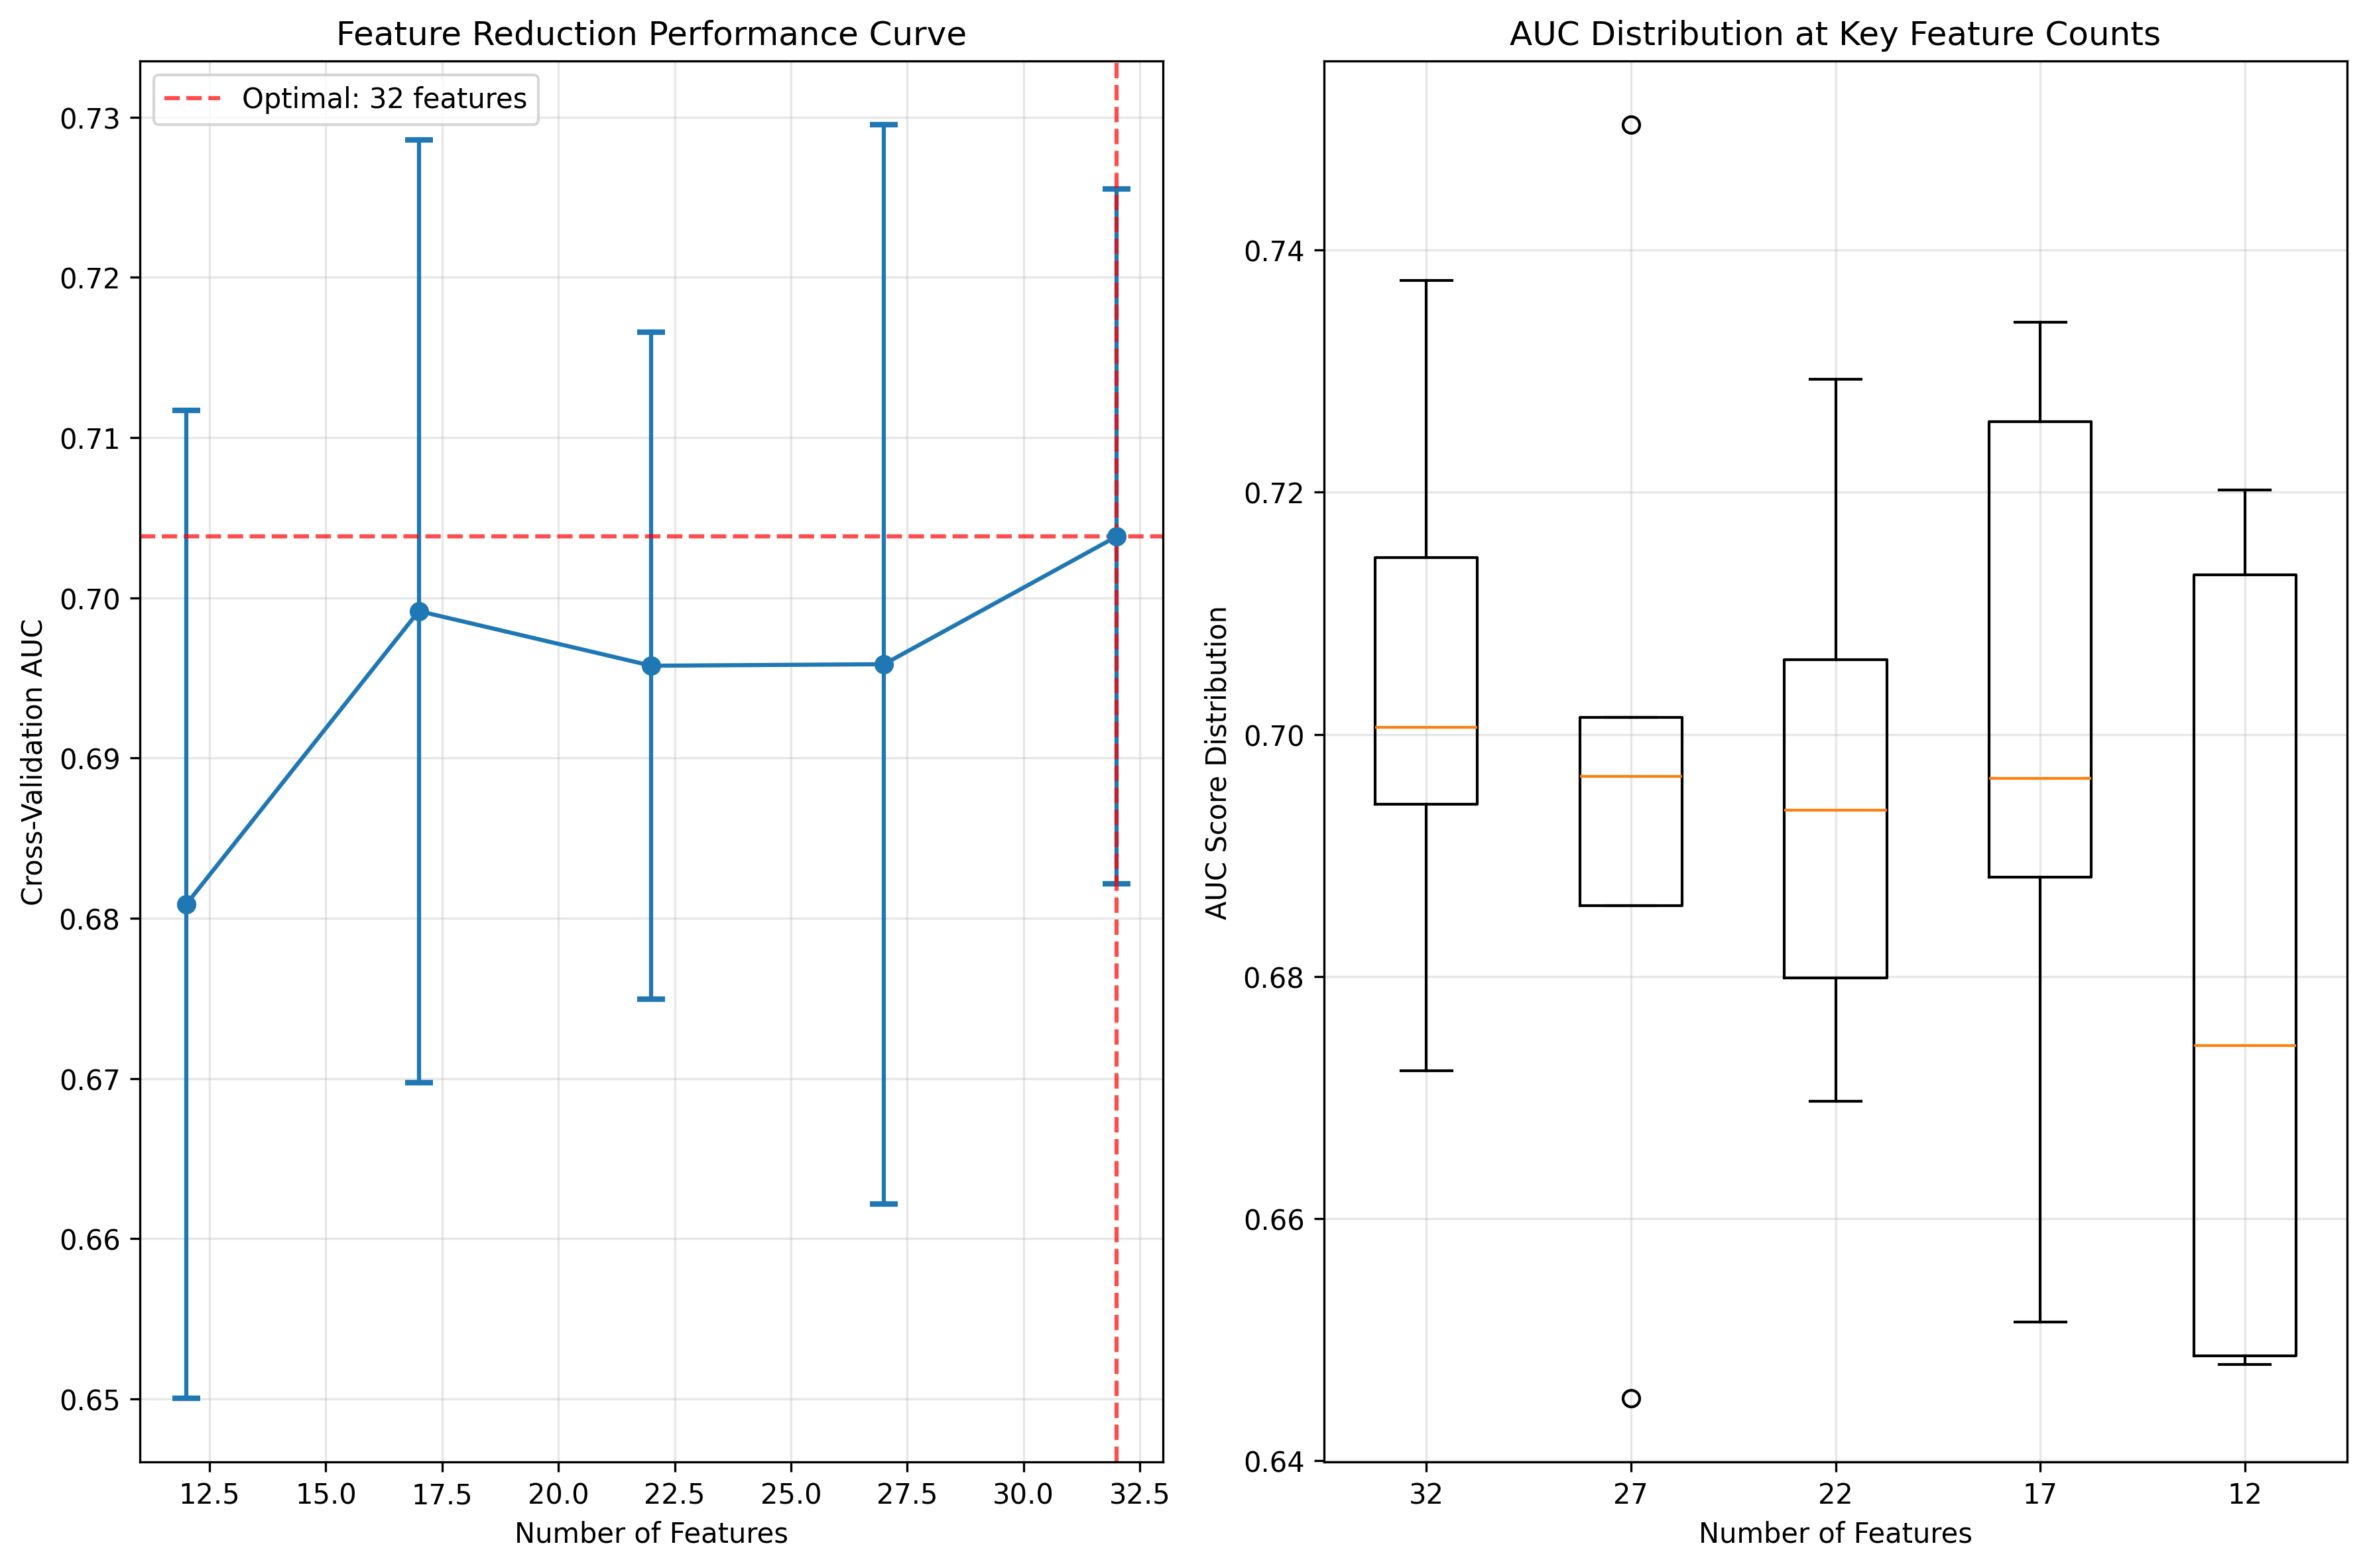 Feature Reduction Performance Curve
Optimal: 32 features
0.73
0.72
0.71
0.70
0.69
0.68
0.67
0.66
0.65
Cross-Validation AUC
12.5 15.0 17.5 20.0 22.5 25.0 27.5 30.0 32.5
Number of Features
AUC Distribution at Key Feature Counts
0.74
0.72
0.70
0.68
0.66
0.64
AUC Score Distribution
32 27 22 17 12
Number of Features